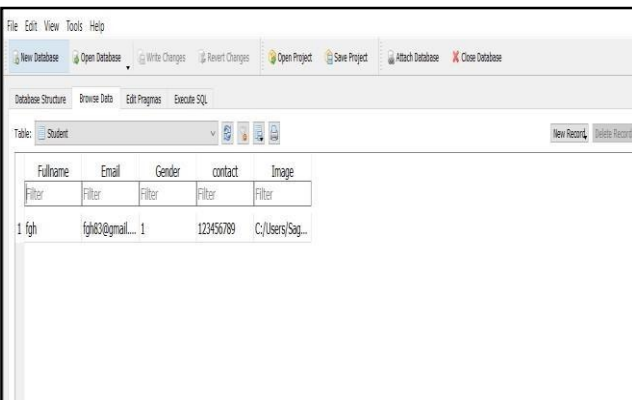 File Edit View Tools Help
New Database Open Database Write Changes Revert Changes Open Project Save Project Attach Database Close Database
Database Structure Browse Data Edit Pragmas Execute SQL
Table: Student New Record Delete Record
Fullname Email Gender contact Image
Filter Filter Filter Filter Filter
1 fgh fgh83@gmail.... 1 123456789 C:/Users/Sag...